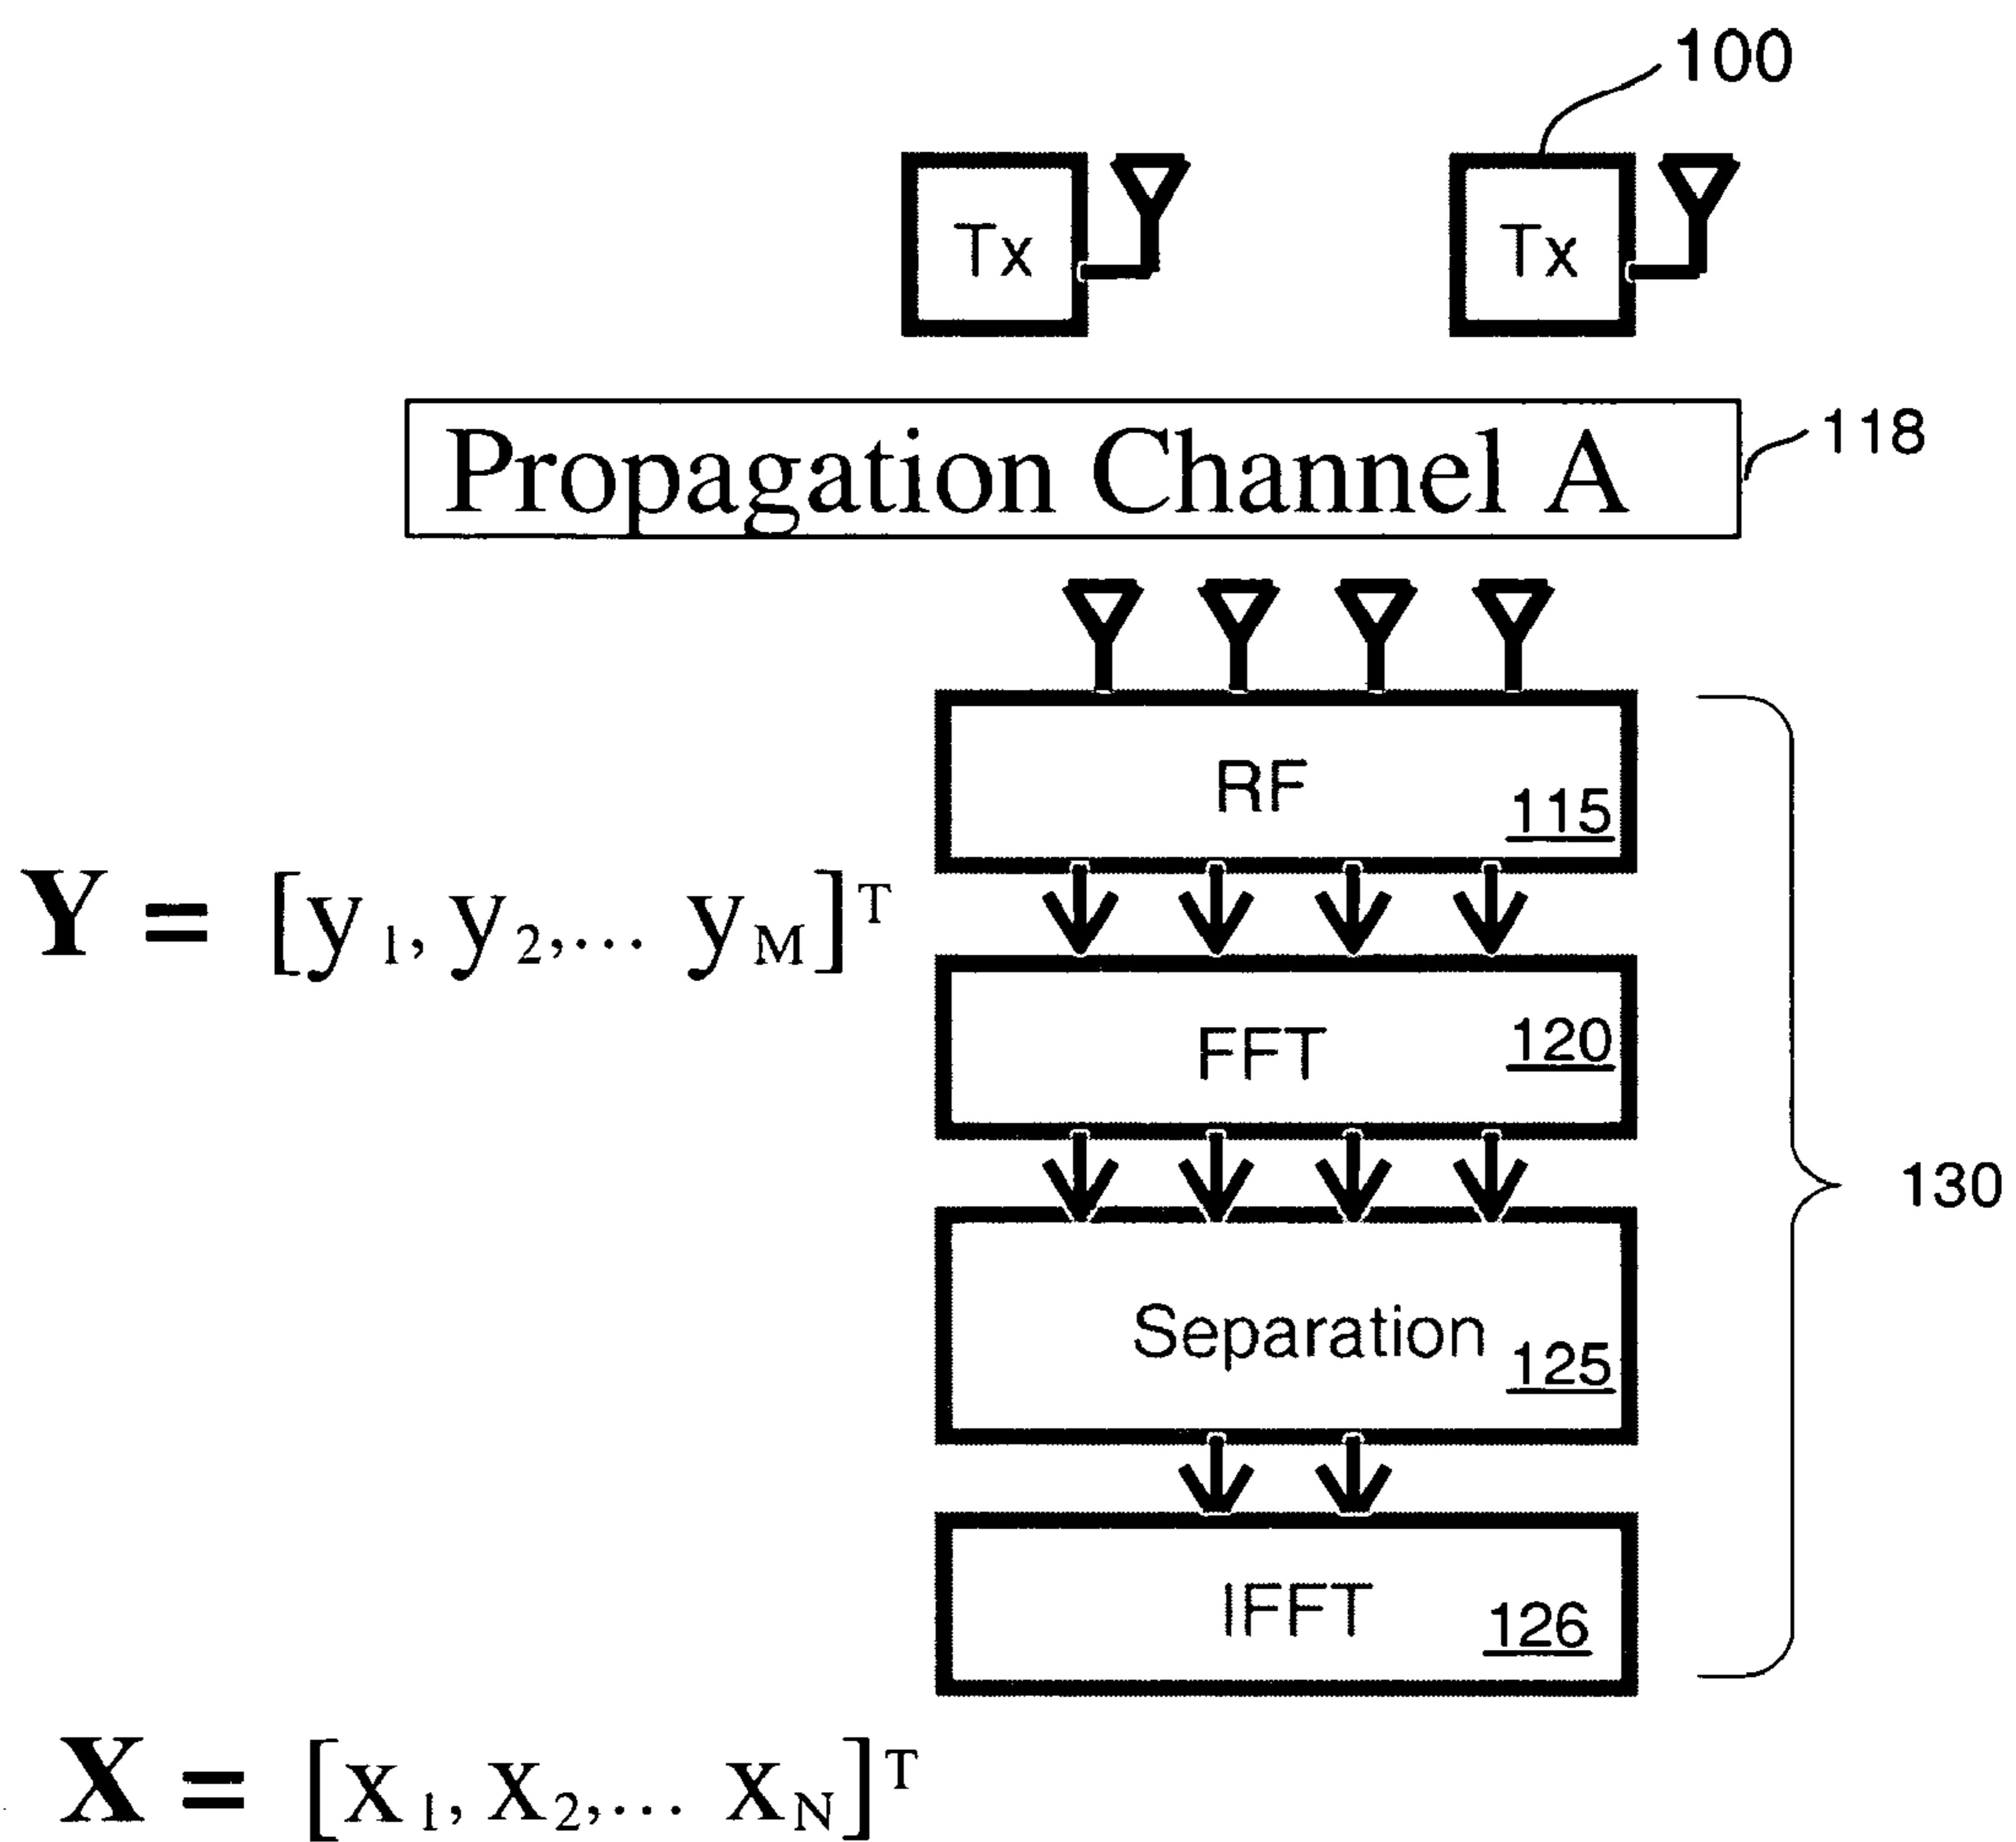 100
Tx Tx
Propagation Channel A
118
RF
115
Y = [y1, y2,... yM]T
FFT
120
130
Separation
125
IFFT
126
X = [x1, x2,... xN]T